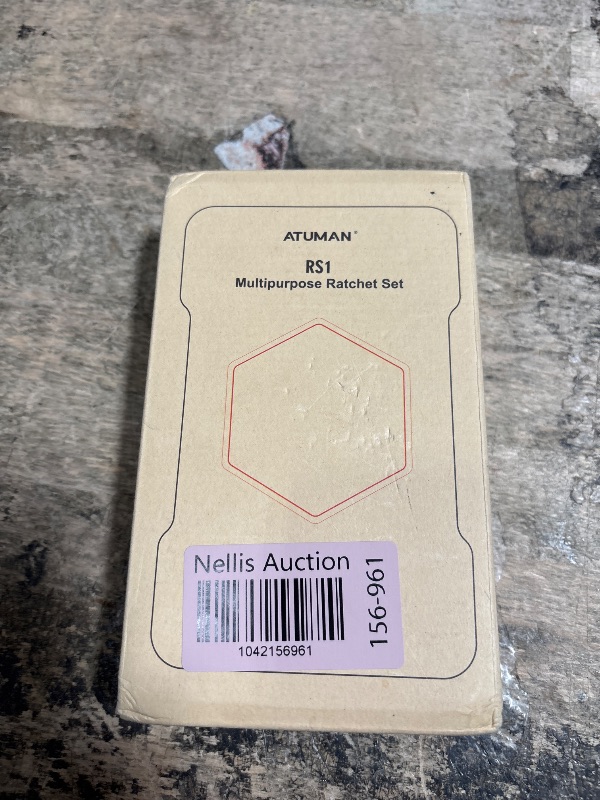 ATUMAN®
RS1
Multipurpose Ratchet Set
Nellis Auction
1042156961
156-961